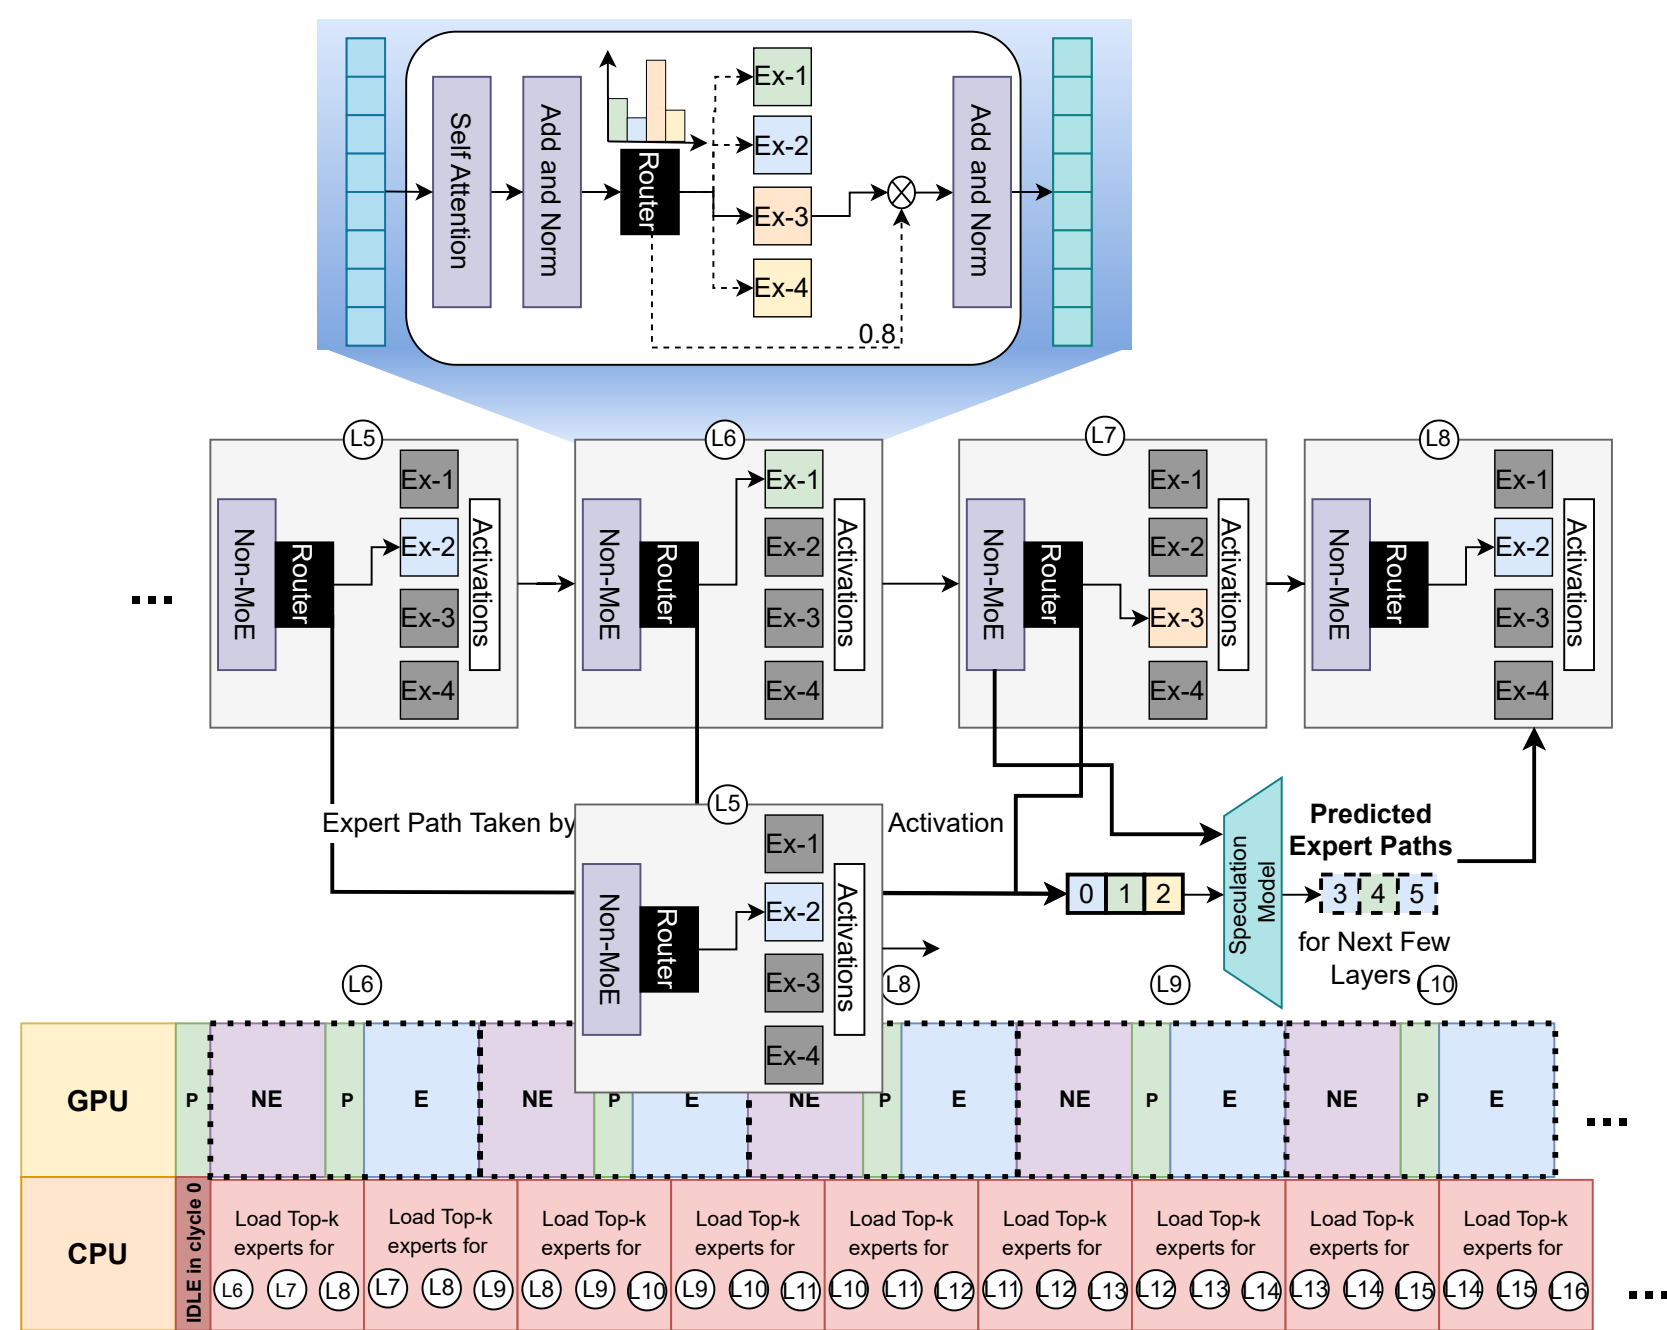 Self Attention
Add and Norm
Router
Ex-1
Ex-2
Ex-3
Ex-4
0.8
Add and Norm
L5
Non-MoE
Router
Ex-1
Ex-2
Ex-3
Ex-4
Activations
L6
Non-MoE
Router
Ex-1
Ex-2
Ex-3
Ex-4
Activations
L7
Non-MoE
Router
Ex-1
Ex-2
Ex-3
Ex-4
Activations
L8
Non-MoE
Router
Ex-1
Ex-2
Ex-3
Ex-4
Activations
...
Expert Path Taken by
Activation
L5
Non-MoE
Router
Ex-1
Ex-2
Ex-3
Ex-4
Activations
0 1 2
Speculation
Model
Predicted
Expert Paths
3 4 5
for Next Few
Layers
L6
L8
L9
L10
GPU
P
NE
P
E
NE
P
E
NE
P
E
NE
P
E
NE
P
E
...
CPU
IDLE in clycle 0
Load Top-k
experts for
L6 L7 L8
Load Top-k
experts for
L7 L8 L9
Load Top-k
experts for
L8 L9 L10
Load Top-k
experts for
L9 L10 L11
Load Top-k
experts for
L10 L11 L12
Load Top-k
experts for
L11 L12 L13
Load Top-k
experts for
L12 L13 L14
Load Top-k
experts for
L13 L14 L15
Load Top-k
experts for
L14 L15 L16
...